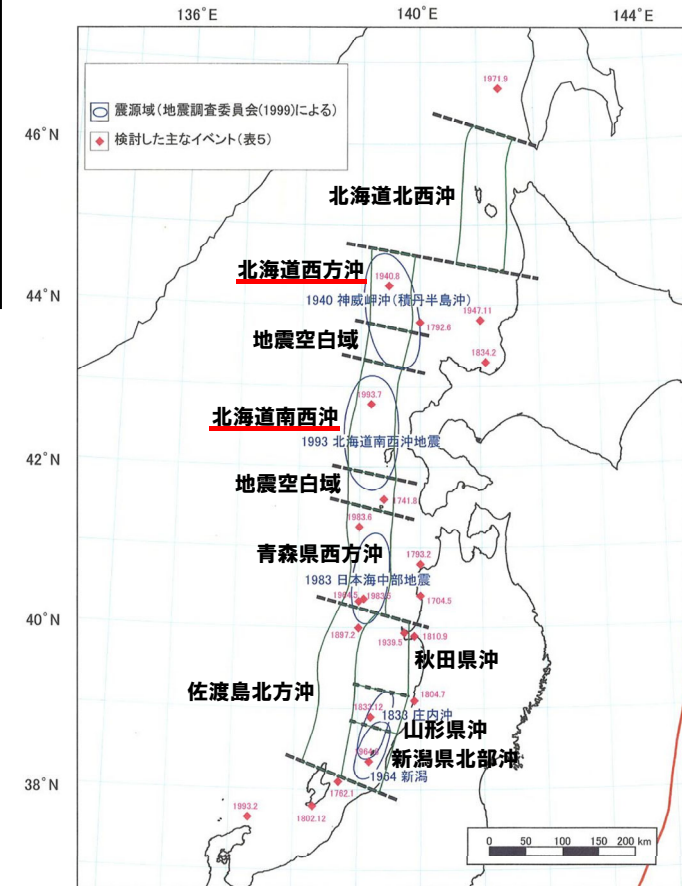 136°E
140°E
144°E
震源域(地震調査委員会(1999)による)
検討した主なイベント(表5)
1971.9
46°N
北海道北西沖
北海道西方沖
1940.8
44°N
1940 神威岬沖(積丹半島沖)
1947.11
1792.6
地震空白域
1834.2
1993.7
北海道南西沖
1993 北海道南西沖地震
42°N
地震空白域
1741.8
1983.6
青森県西方沖
1793.2
1983 日本海中部地震
1964.5
1983.5
1704.5
40°N
1897.2
1939.5
1810.9
秋田県沖
佐渡島北方沖
1804.7
1833.12
1833 庄内沖
山形県沖
新潟県北部沖
1964 新潟
38°N
1762.1
1993.2
1802.12
0 50 100 150 200 km